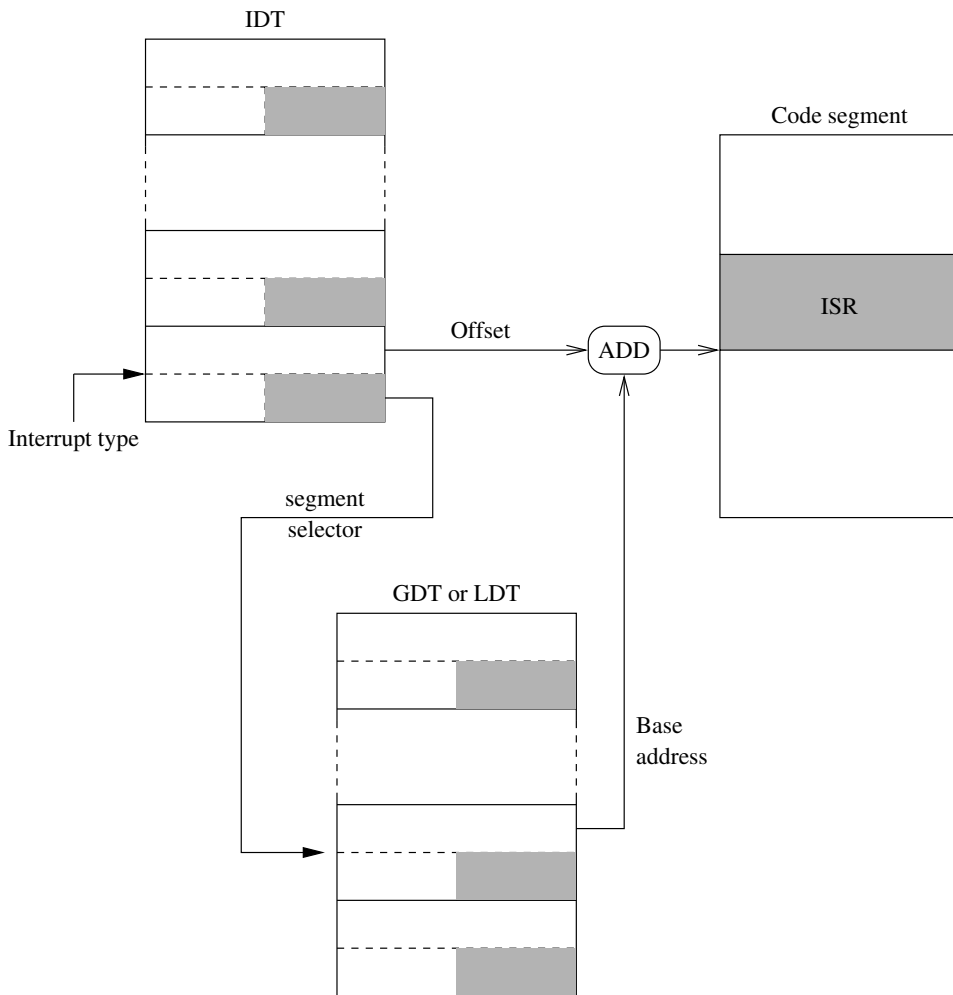 IDT
Code segment
ISR
Offset
ADD
Interrupt type
segment
selector
GDT or LDT
Base
address